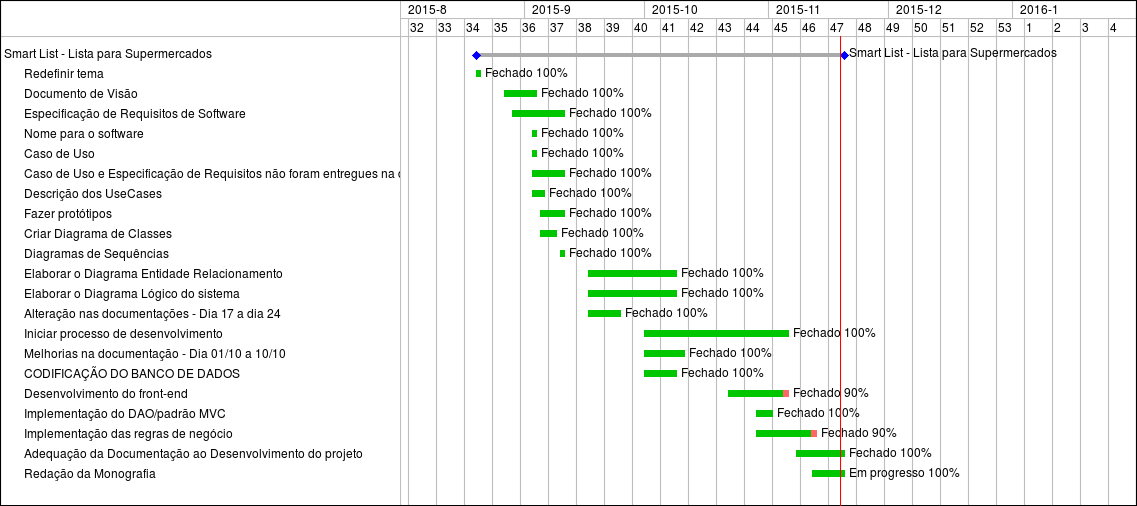 2015-8 2015-9 2015-10 2015-11 2015-12 2016-1
32 33 34 35 36 37 38 39 40 41 42 43 44 45 46 47 48 49 50 51 52 53 1 2 3 4
Smart List - Lista para Supermercados Smart List - Lista para Supermercados
Redefinir tema Fechado 100%
Documento de Visão Fechado 100%
Especificação de Requisitos de Software Fechado 100%
Nome para o software Fechado 100%
Caso de Uso Fechado 100%
Caso de Uso e Especificação de Requisitos não foram entregues na Fechado 100%
Descrição dos UseCases Fechado 100%
Fazer protótipos Fechado 100%
Criar Diagrama de Classes Fechado 100%
Diagramas de Sequências Fechado 100%
Elaborar o Diagrama Entidade Relacionamento Fechado 100%
Elaborar o Diagrama Lógico do sistema Fechado 100%
Alteração nas documentações - Dia 17 a dia 24 Fechado 100%
Iniciar processo de desenvolvimento Fechado 100%
Melhorias na documentação - Dia 01/10 a 10/10 Fechado 100%
CODIFICAÇÃO DO BANCO DE DADOS Fechado 100%
Desenvolvimento do front-end Fechado 90%
Implementação do DAO/padrão MVC Fechado 100%
Implementação das regras de negócio Fechado 90%
Adequação da Documentação ao Desenvolvimento do projeto Fechado 100%
Redação da Monografia Em progresso 100%